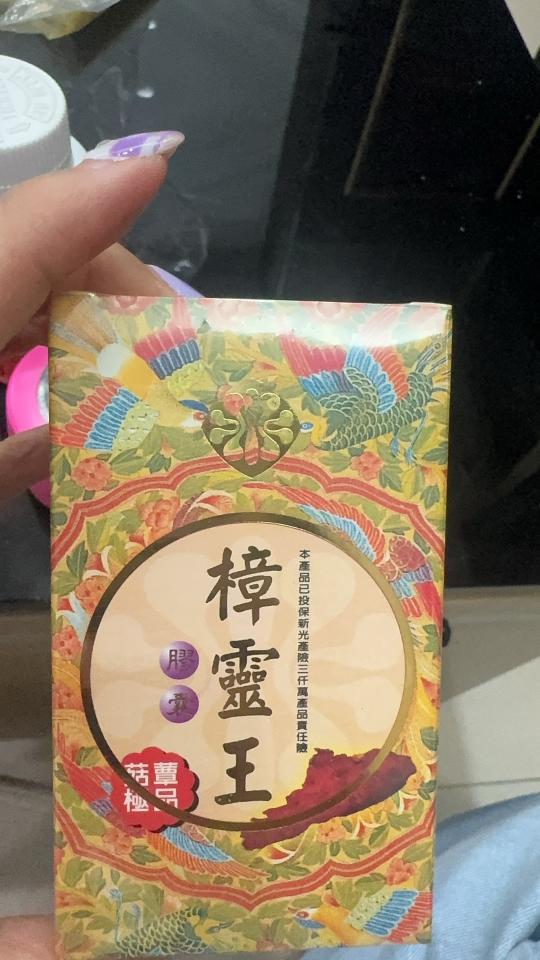 樟靈王
膠囊
本產品已投保新光產險三仟萬產品責任險
菇蕈
極品